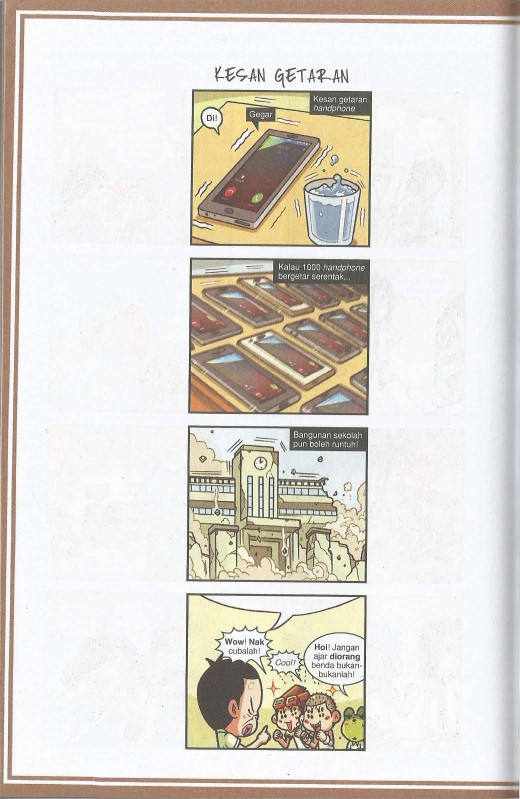 KESAN GETARAN
Kesan getaran
handphone
Di!
Gegar
Kalau 1000 handphone
bergetar serentak...
Bangunan sekolah
pun boleh runtuh!
Wow! Nak
cubalah!
Cool!
Hoi! Jangan
ajar diorang
benda bukan-
bukanlah!